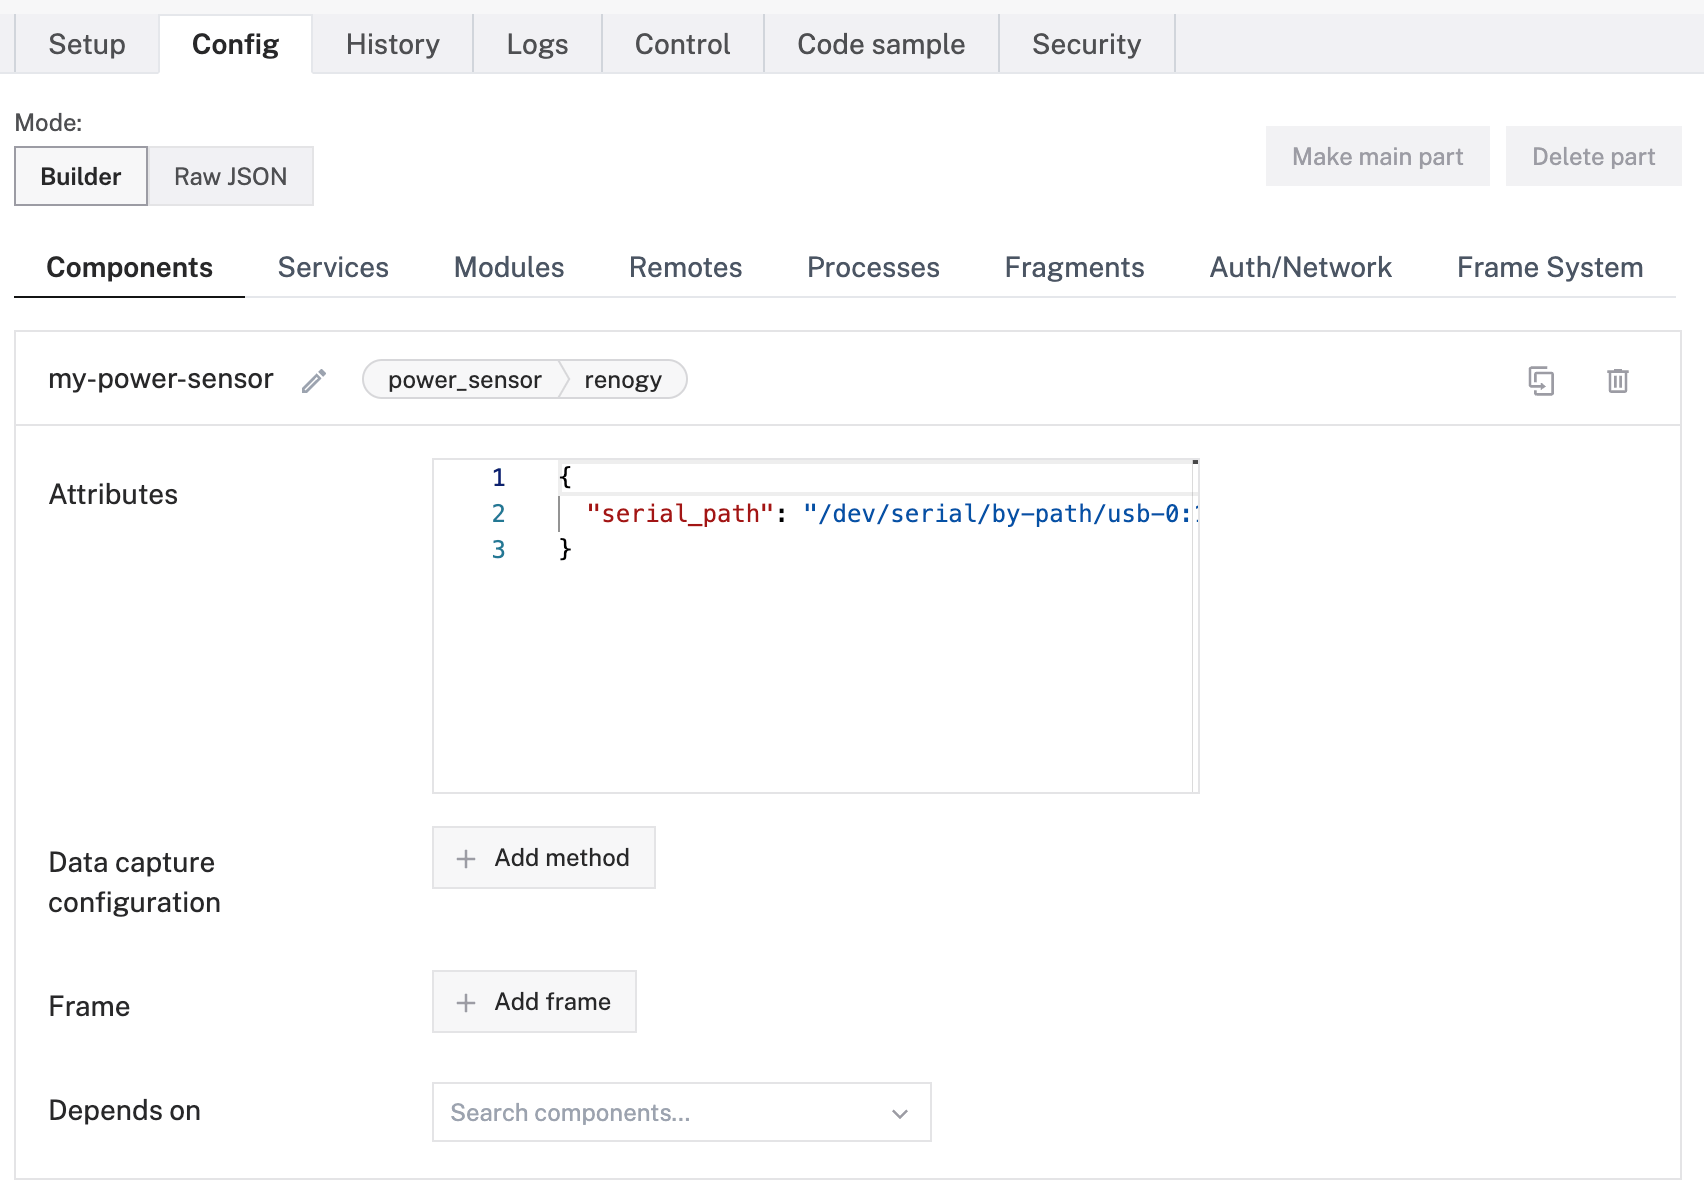 Setup Config History Logs Control Code sample Security
Mode:
Builder Raw JSON Make main part Delete part
Components Services Modules Remotes Processes Fragments Auth/Network Frame System
my-power-sensor power_sensor renogy
Attributes
1 {
2 "serial_path": "/dev/serial/by-path/usb-0:
3 }
Data capture
configuration
+ Add method
Frame + Add frame
Depends on Search components...